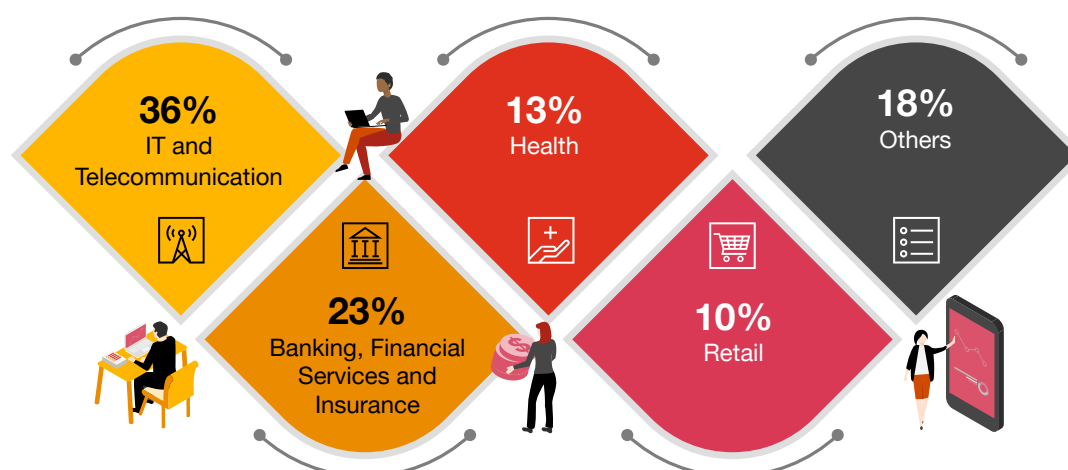 36%
IT and
Telecommunication
23%
Banking, Financial
Services and
Insurance
13%
Health
10%
Retail
18%
Others